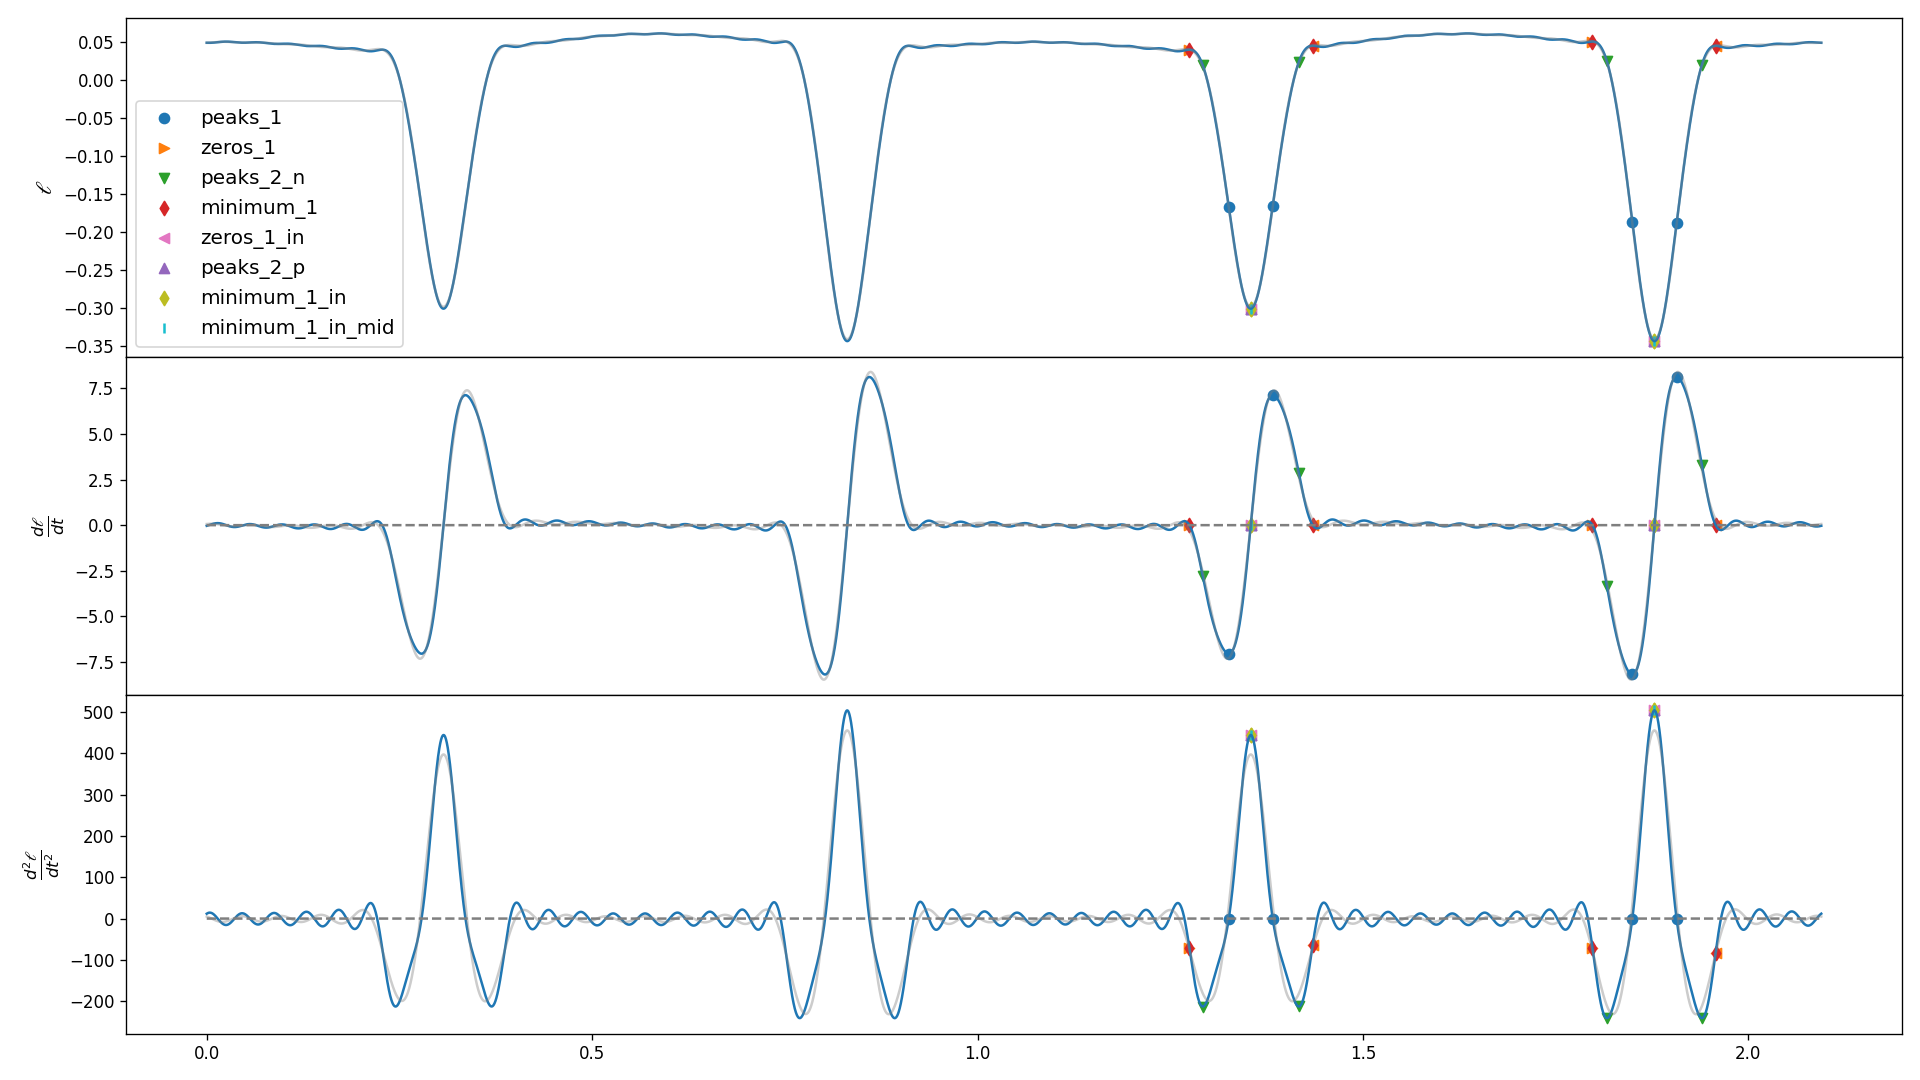 0.05
0.00
−0.05
−0.10
−0.15
−0.20
−0.25
−0.30
−0.35
ℓ
peaks_1
zeros_1
peaks_2_n
minimum_1
zeros_1_in
peaks_2_p
minimum_1_in
minimum_1_in_mid
7.5
5.0
2.5
0.0
−2.5
−5.0
−7.5
dℓ
dt
500
400
300
200
100
0
−100
−200
d²ℓ
dt²
0.0 0.5 1.0 1.5 2.0